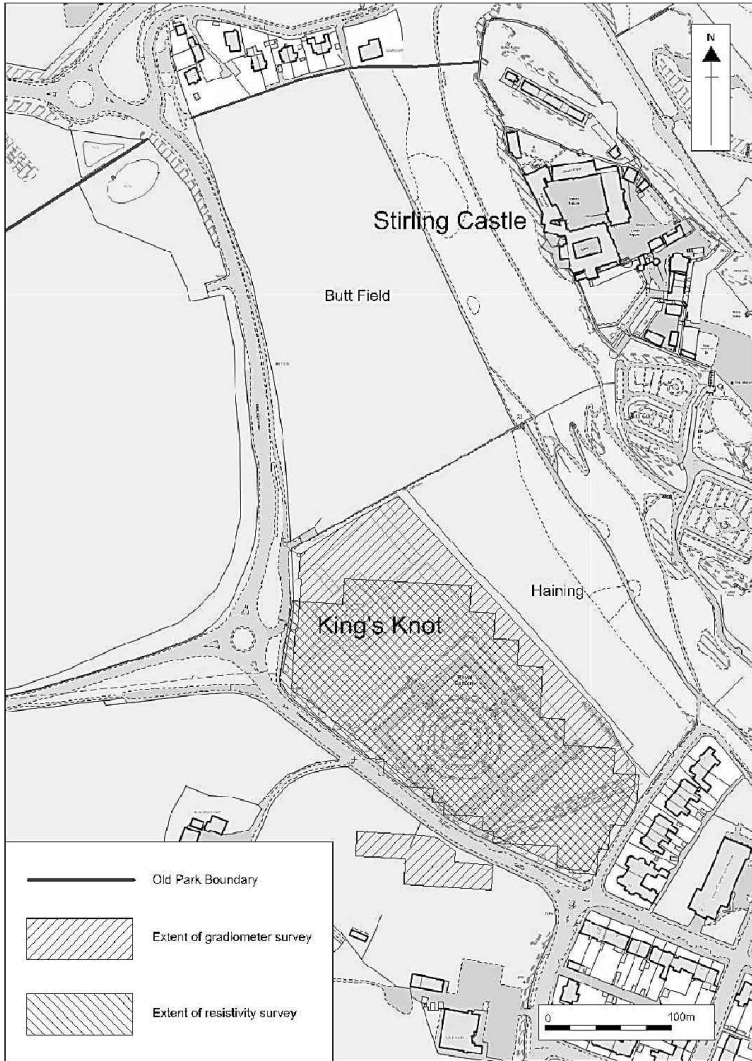 N
Stirling Castle
Butt Field
Haining
King's Knot
Old Park Boundary
Extent of gradiometer survey
Extent of resistivity survey
0 100m